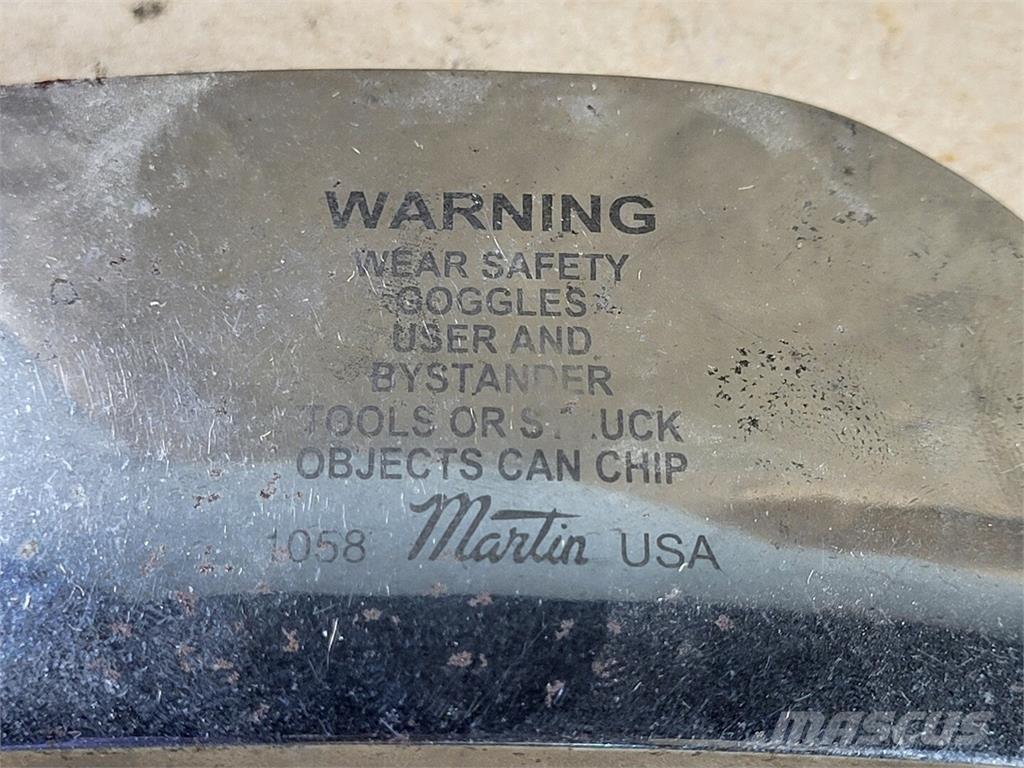 WARNING
WEAR SAFETY
GOGGLES
USER AND
BYSTANDER
TOOLS OR
OBJECTS CAN CHIP
1058 Martin USA
MASCUS